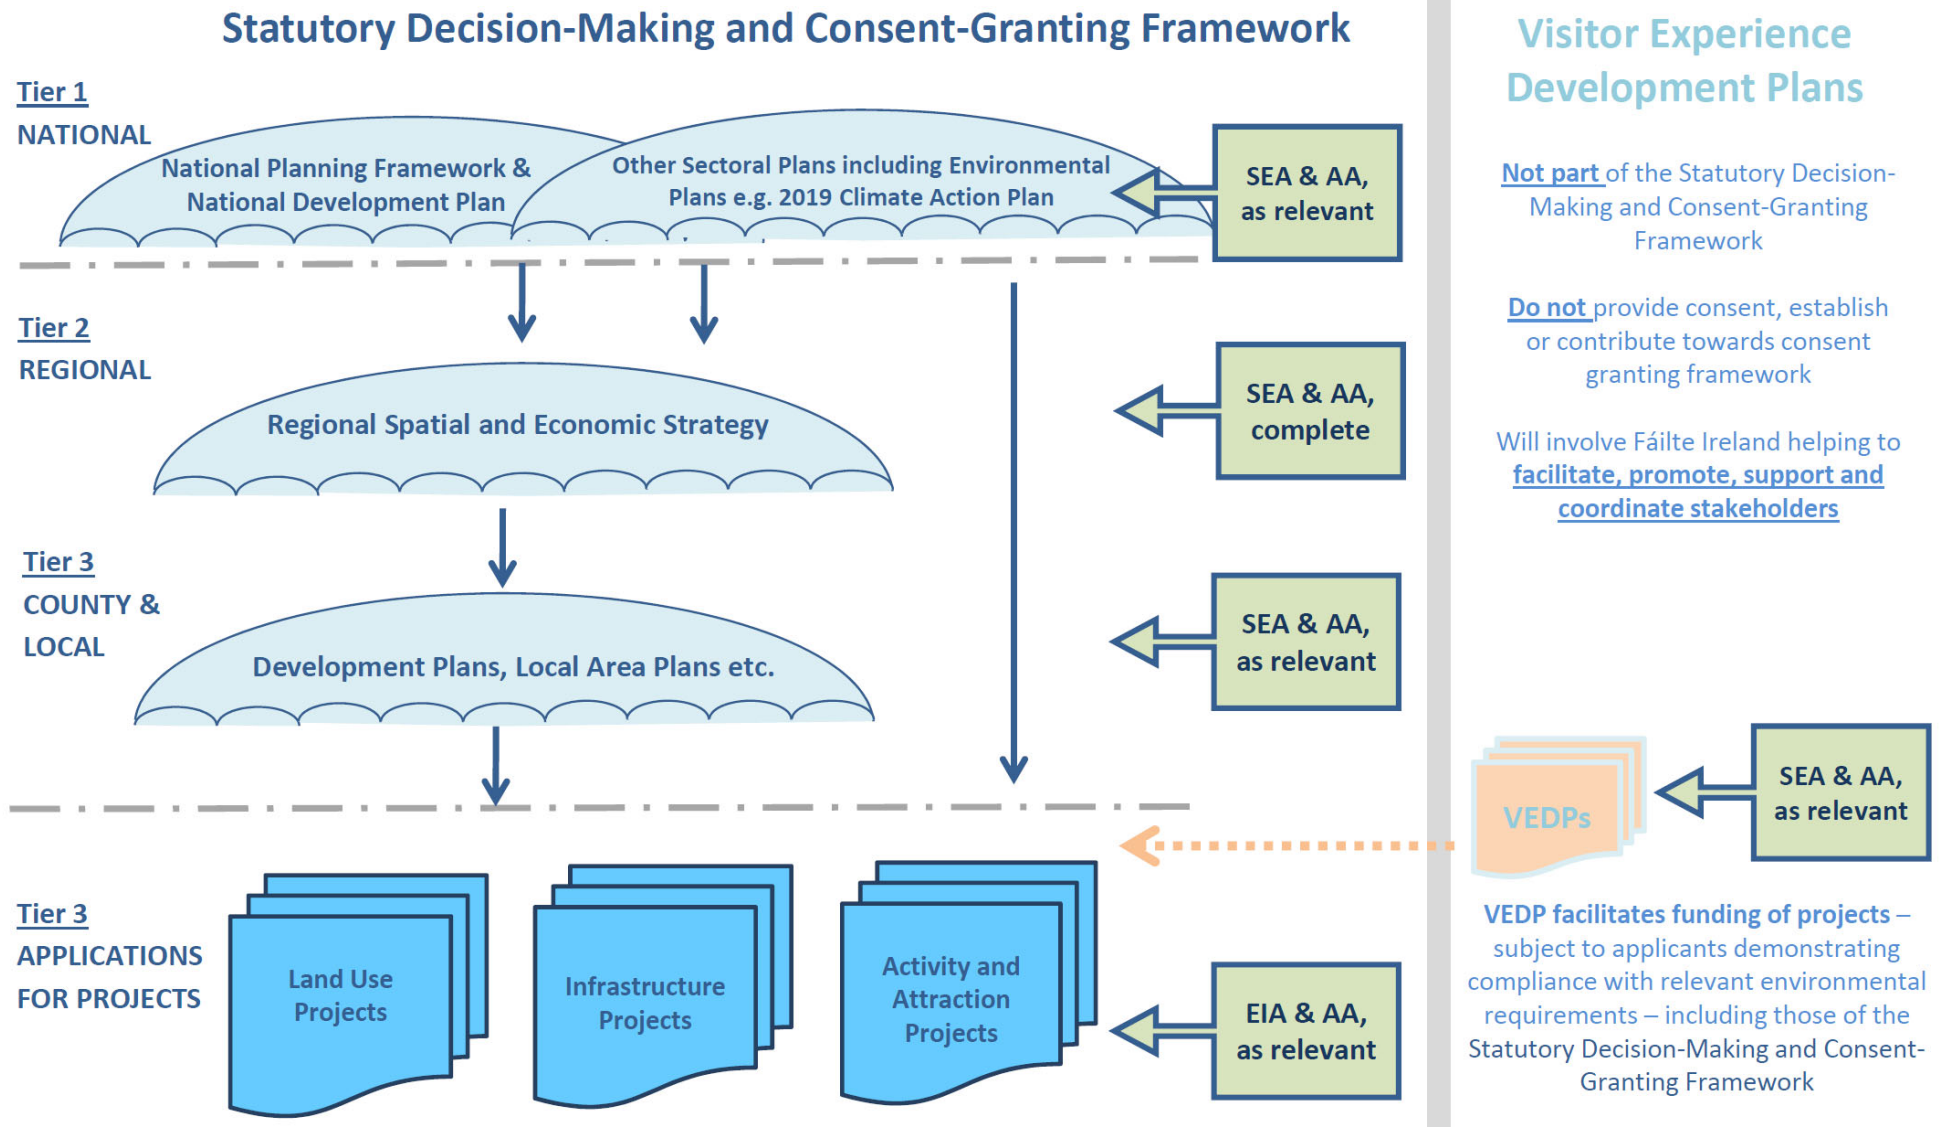 Statutory Decision-Making and Consent-Granting Framework
Tier 1
NATIONAL
National Planning Framework &
National Development Plan
Other Sectoral Plans including Environmental
Plans e.g. 2019 Climate Action Plan
SEA & AA,
as relevant
Tier 2
REGIONAL
Regional Spatial and Economic Strategy
SEA & AA,
complete
Tier 3
COUNTY &
LOCAL
Development Plans, Local Area Plans etc.
SEA & AA,
as relevant
Tier 3
APPLICATIONS
FOR PROJECTS
Land Use
Projects
Infrastructure
Projects
Activity and
Attraction
Projects
EIA & AA,
as relevant
Visitor Experience
Development Plans
Not part of the Statutory Decision-
Making and Consent-Granting
Framework
Do not provide consent, establish
or contribute towards consent
granting framework
Will involve Fáilte Ireland helping to
facilitate, promote, support and
coordinate stakeholders
VEDPs
SEA & AA,
as relevant
VEDP facilitates funding of projects –
subject to applicants demonstrating
compliance with relevant environmental
requirements – including those of the
Statutory Decision-Making and Consent-
Granting Framework